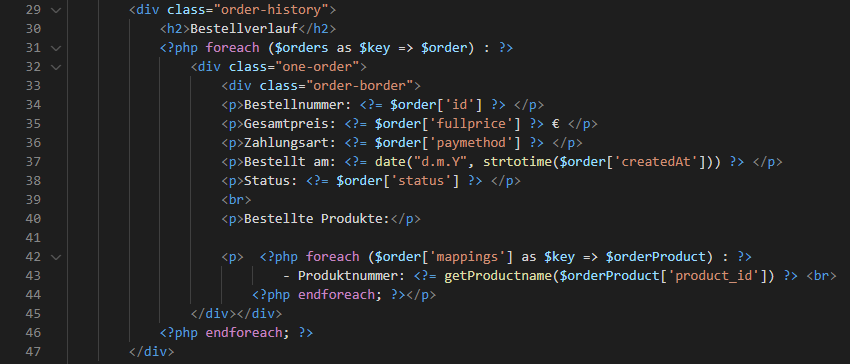 29 <div class="order-history">
30 <h2>Bestellverlauf</h2>
31 <?php foreach ($orders as $key => $order) : ?>
32 <div class="one-order">
33 <div class="order-border">
34 <p>Bestellnummer: <?= $order['id'] ?> </p>
35 <p>Gesamtpreis: <?= $order['fullprice'] ?> € </p>
36 <p>Zahlungsart: <?= $order['paymethod'] ?> </p>
37 <p>Bestellt am: <?= date("d.m.Y", strtotime($order['createdAt'])) ?> </p>
38 <p>Status: <?= $order['status'] ?> </p>
39 <br>
40 <p>Bestellte Produkte:</p>
41
42 <p>  <?php foreach ($order['mappings'] as $key => $orderProduct) : ?>
43 - Produktnummer: <?= getProductname($orderProduct['product_id']) ?> <br>
44 <?php endforeach; ?></p>
45 </div></div>
46 <?php endforeach; ?>
47 </div>